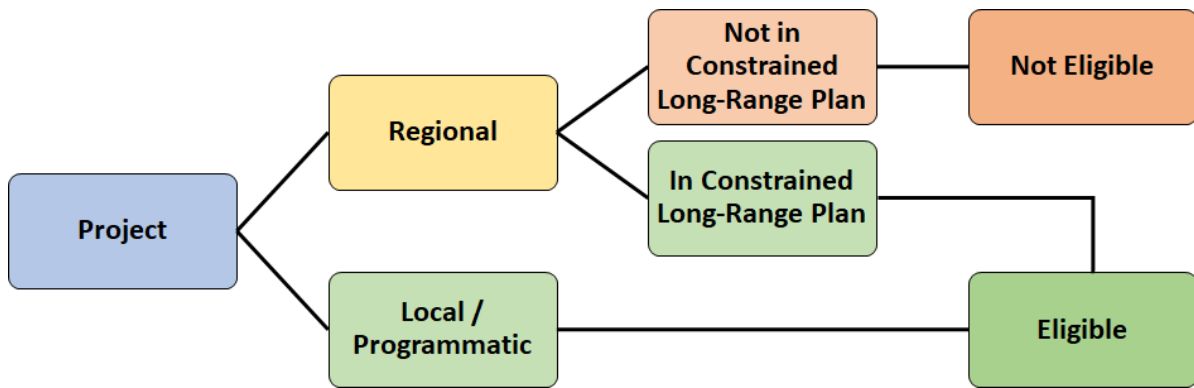 Not in
Constrained
Long-Range Plan
Not Eligible
Regional
In Constrained
Long-Range Plan
Project
Local /
Programmatic
Eligible